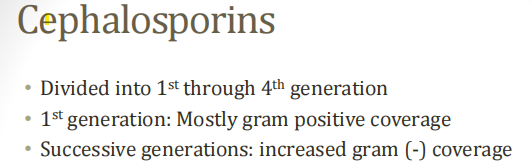 Cephalosporins
• Divided into 1st through 4th generation
• 1st generation: Mostly gram positive coverage
• Successive generations: increased gram (-) coverage